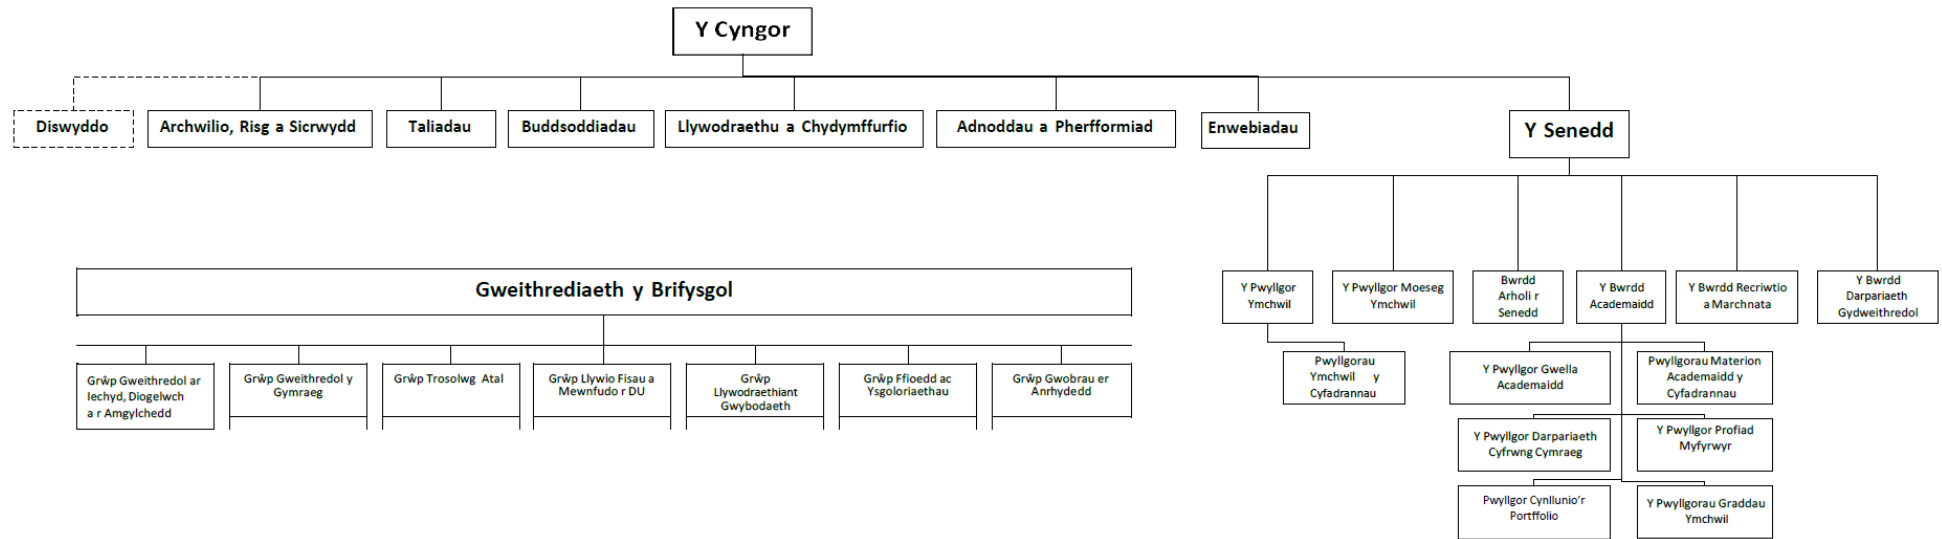 Y Cyngor
Diswyddo
Archwilio, Risg a Sicrwydd
Taliadau
Buddsoddiadau
Llywodraethu a Chydymffurfio
Adnoddau a Pherfformiad
Enwebiadau
Y Senedd
Gweithrediaeth y Brifysgol
Grŵp Gweithredol ar
Iechyd, Diogelwch
a r Amgylchedd
Grŵp Gweithredol y
Gymraeg
Grŵp Trosolwg Atal
Grŵp Llywio Fisau a
Mewnfudo r DU
Grŵp
Llywodraethiant
Gwybodaeth
Grŵp Ffioedd ac
Ysgoloriaethau
Grŵp Gwobrau er
Anrhydedd
Y Pwyllgor
Ymchwil
Y Pwyllgor Moeseg
Ymchwil
Bwrdd
Arholi r
Senedd
Y Bwrdd
Academaidd
Y Bwrdd Recriwtio
a Marchnata
Y Bwrdd
Darpariaeth
Gydweithredol
Pwyllgorau
Ymchwil y
Cyfadrannau
Y Pwyllgor Gwella
Academaidd
Pwyllgorau Materion
Academaidd y
Cyfadrannau
Y Pwyllgor Darpariaeth
Cyfrwng Cymraeg
Y Pwyllgor Profiad
Myfyrwyr
Pwyllgor Cynllunio'r
Portffolio
Y Pwyllgorau Graddau
Ymchwil